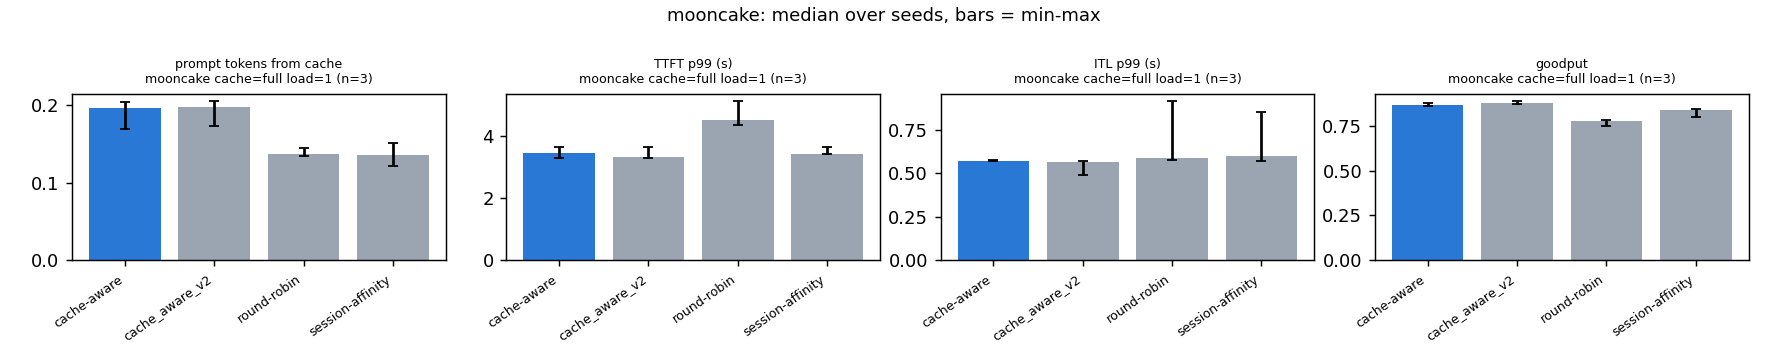 mooncake: median over seeds, bars = min-max
prompt tokens from cache
mooncake cache=full load=1 (n=3)
0.2
0.1
0.0
cache-aware
cache_aware_v2
round-robin
session-affinity
TTFT p99 (s)
mooncake cache=full load=1 (n=3)
4
2
0
cache-aware
cache_aware_v2
round-robin
session-affinity
ITL p99 (s)
mooncake cache=full load=1 (n=3)
0.75
0.50
0.25
0.00
cache-aware
cache_aware_v2
round-robin
session-affinity
goodput
mooncake cache=full load=1 (n=3)
0.75
0.50
0.25
0.00
cache-aware
cache_aware_v2
round-robin
session-affinity